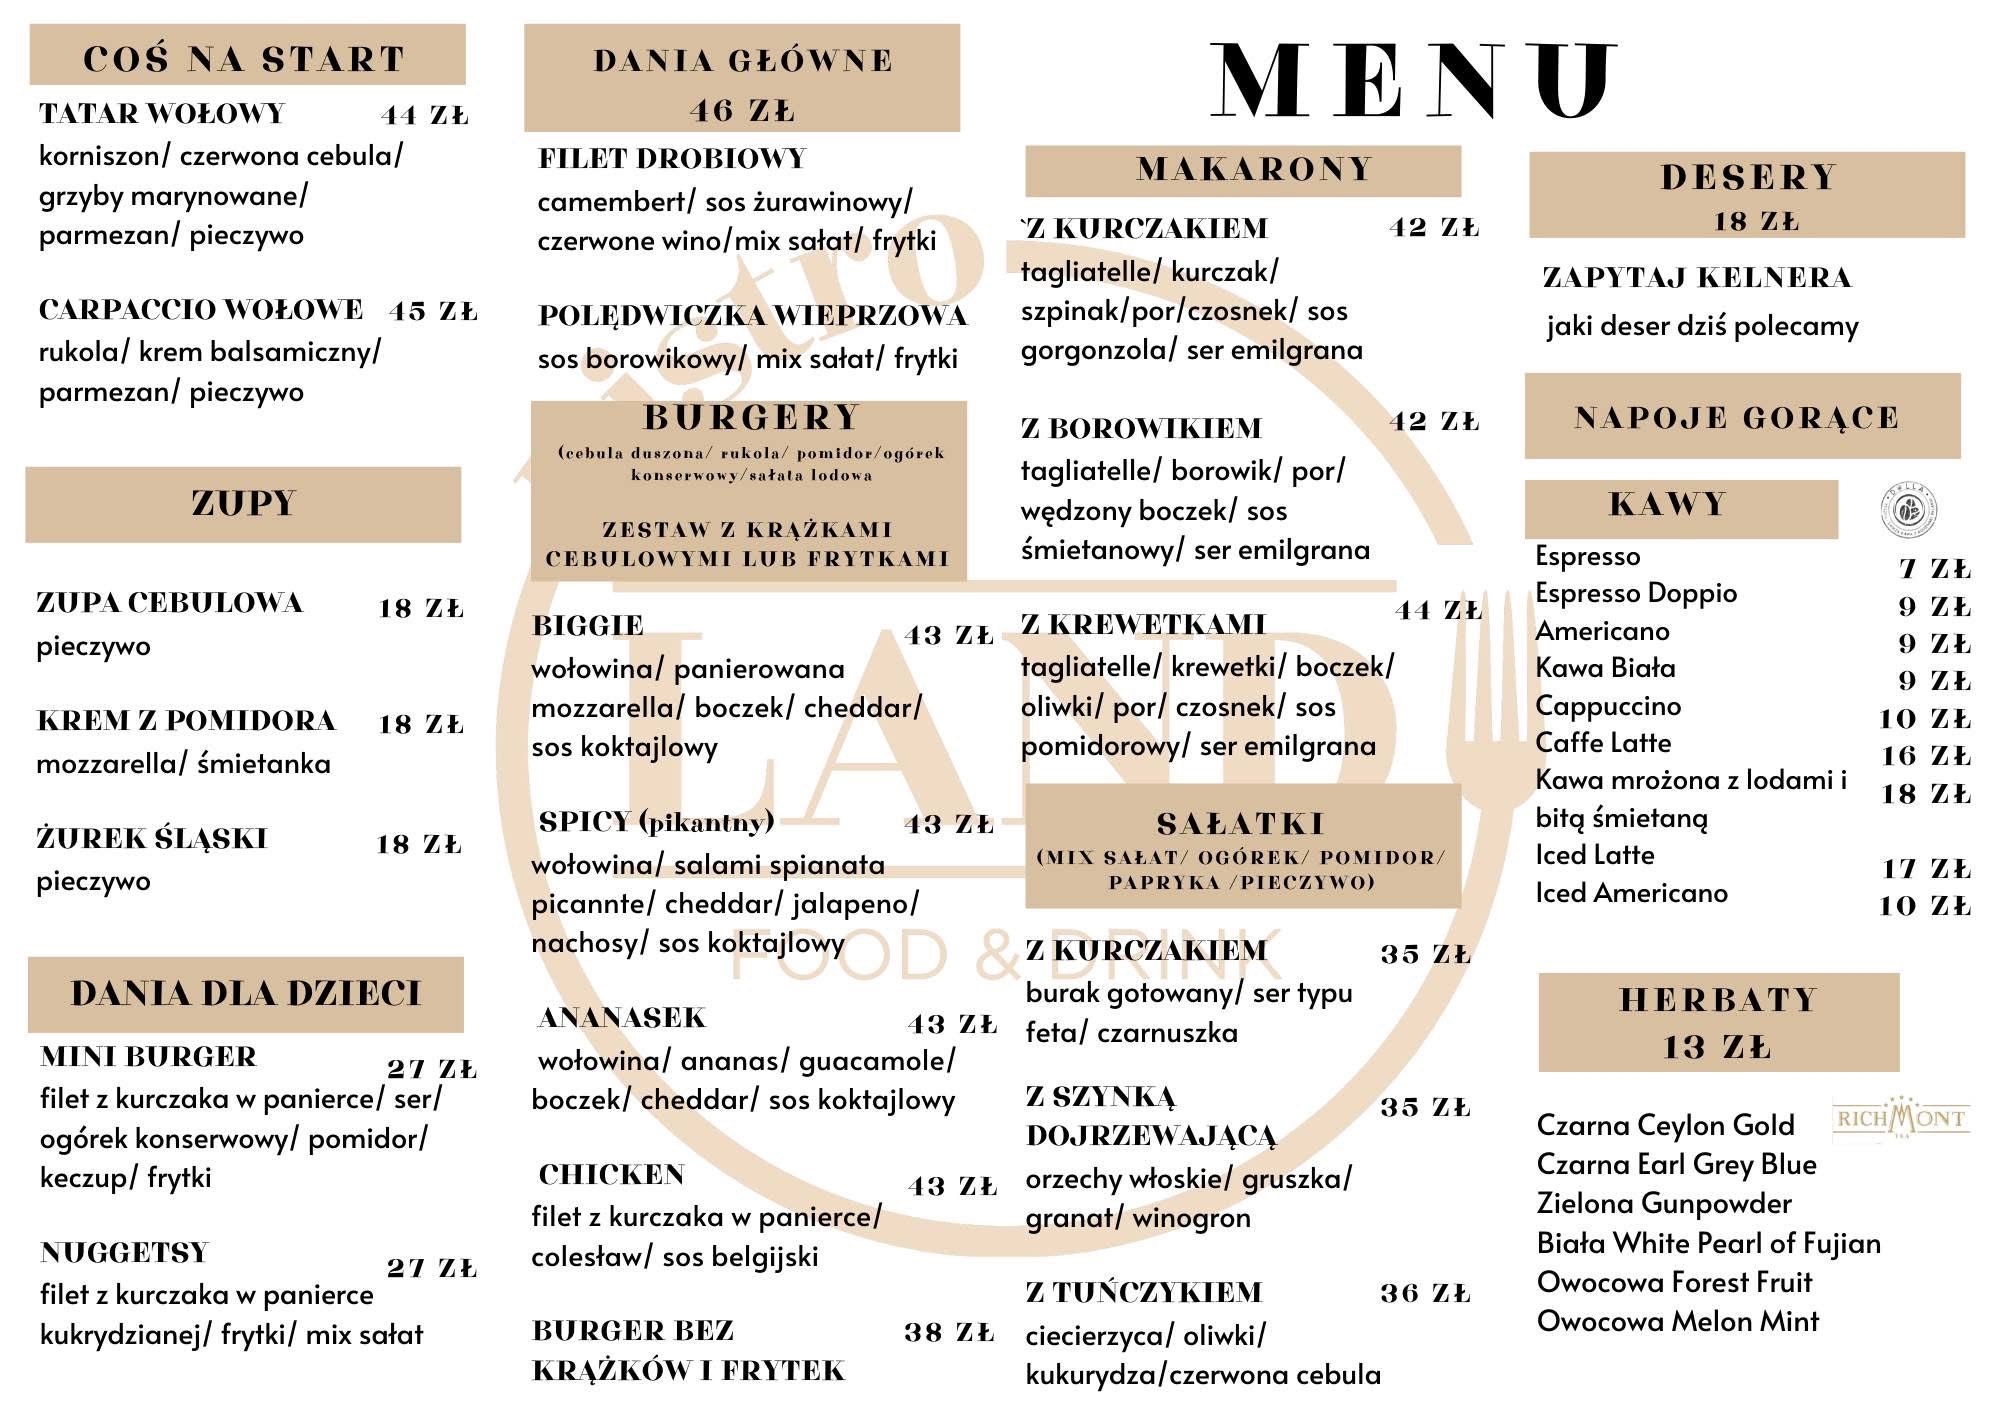 COŚ NA START
TATAR WOŁOWY 44 ZŁ
korniszon/ czerwona cebula/
grzyby marynowane/
parmezan/ pieczywo
CARPACCIO WOŁOWE 45 ZŁ
rukola/ krem balsamiczny/
parmezan/ pieczywo
ZUPY
ZUPA CEBULOWA 18 ZŁ
pieczywo
KREM Z POMIDORA 18 ZŁ
mozzarella/ śmietanka
ŻUREK ŚLĄSKI 18 ZŁ
pieczywo
DANIA DLA DZIECI
MINI BURGER 27 ZŁ
filet z kurczaka w panierce/ ser/
ogórek konserwowy/ pomidor/
keczup/ frytki
NUGGETSY 27 ZŁ
filet z kurczaka w panierce
kukrydzianej/ frytki/ mix sałat
DANIA GŁÓWNE
46 ZŁ
FILET DROBIOWY
camembert/ sos żurawinowy/
czerwone wino/mix sałat/ frytki
POLĘDWICZKA WIEPRZOWA
sos borowikowy/ mix sałat/ frytki
BURGERY
(cebula duszona/ rukola/ pomidor/ogórek
konserwowy/sałata lodowa
ZESTAW Z KRĄŻKAMI
CEBULOWYMI LUB FRYTKAMI
BIGGIE 43 ZŁ
wołowina/ panierowana
mozzarella/ boczek/ cheddar/
sos koktajlowy
SPICY (pikantny) 43 ZŁ
wołowina/ salami spianata
picannte/ cheddar/ jalapeno/
nachosy/ sos koktajlowy
ANANASEK 43 ZŁ
wołowina/ ananas/ guacamole/
boczek/ cheddar/ sos koktajlowy
CHICKEN 43 ZŁ
filet z kurczaka w panierce/
colesław/ sos belgijski
BURGER BEZ 38 ZŁ
KRĄŻKÓW I FRYTEK
MENU
MAKARONY
\`Z KURCZAKIEM 42 ZŁ
tagliatelle/ kurczak/
szpinak/por/czosnek/ sos
gorgonzola/ ser emilgrana
Z BOROWIKIEM 42 ZŁ
tagliatelle/ borowik/ por/
wędzony boczek/ sos
śmietanowy/ ser emilgrana
Z KREWETKAMI 44 ZŁ
tagliatelle/ krewetki/ boczek/
oliwki/ por/ czosnek/ sos
pomidorowy/ ser emilgrana
SAŁATKI
(MIX SAŁAT/ OGÓREK/ POMIDOR/
PAPRYKA /PIECZYWO)
Z KURCZAKIEM 35 ZŁ
burak gotowany/ ser typu
feta/ czarnuszka
Z SZYNKĄ 35 ZŁ
DOJRZEWAJĄCĄ
orzechy włoskie/ gruszka/
granat/ winogron
Z TUŃCZYKIEM 36 ZŁ
ciecierzyca/ oliwki/
kukurydza/czerwona cebula
DESERY
18 ZŁ
ZAPYTAJ KELNERA
jaki deser dziś polecamy
NAPOJE GORĄCE
KAWY
Espresso 7 ZŁ
Espresso Doppio 9 ZŁ
Americano 9 ZŁ
Kawa Biała 9 ZŁ
Cappuccino 10 ZŁ
Caffe Latte 16 ZŁ
Kawa mrożona z lodami i 18 ZŁ
bitą śmietaną
Iced Latte 17 ZŁ
Iced Americano 10 ZŁ
HERBATY
13 ZŁ
RICHMONT
Czarna Ceylon Gold
Czarna Earl Grey Blue
Zielona Gunpowder
Biała White Pearl of Fujian
Owocowa Forest Fruit
Owocowa Melon Mint
istro
LAND
FOOD & DRINK